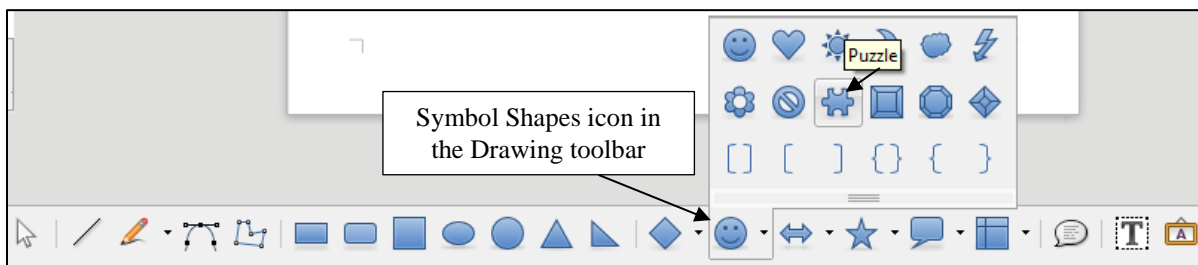 Puzzle
Symbol Shapes icon in
the Drawing toolbar
T
A